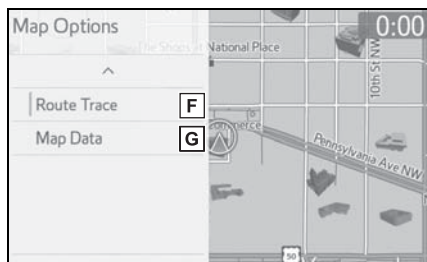 Map Options
0:00
The Shops at National Place
10th St NW
Route Trace
F
Commerce
Map Data
G
Pennsylvania Ave NW
50